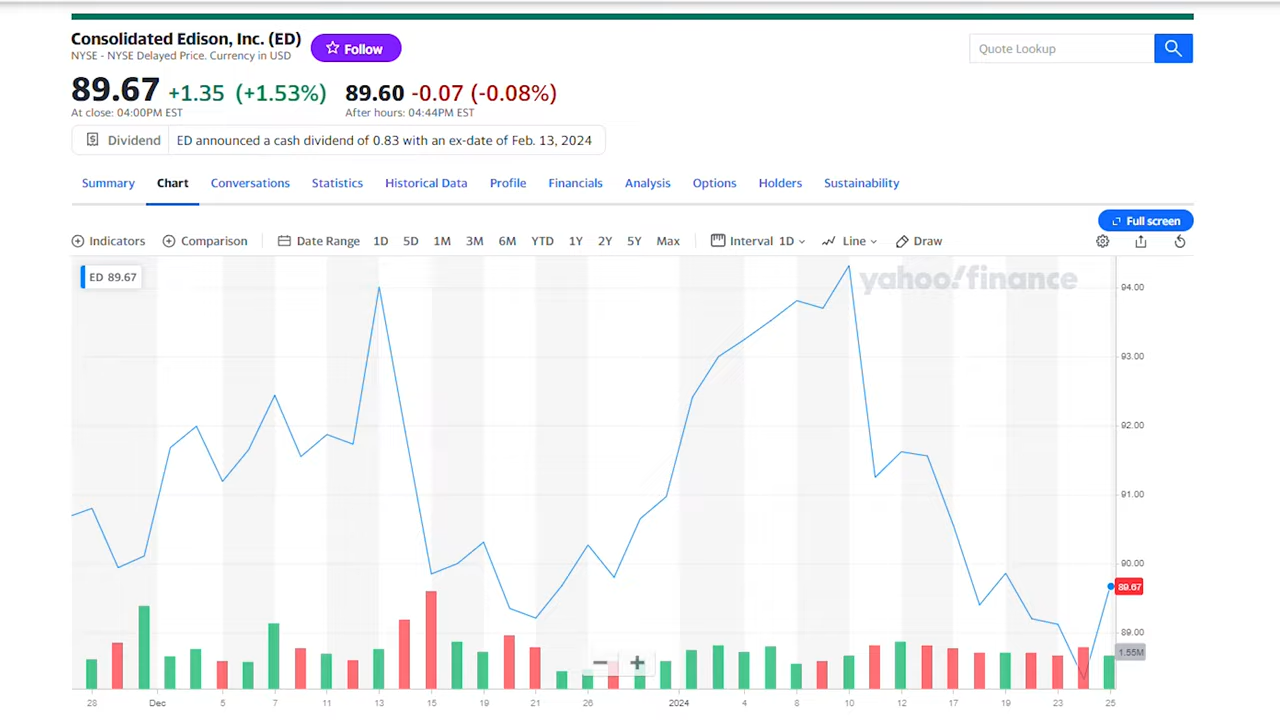 Consolidated Edison, Inc. (ED)
Follow
NYSE - NYSE Delayed Price. Currency in USD
Quote Lookup
89.67 +1.35 (+1.53%) 89.60 -0.07 (-0.08%)
At close: 04:00PM EST After hours: 04:44PM EST
Dividend ED announced a cash dividend of 0.83 with an ex-date of Feb. 13, 2024
Summary Chart Conversations Statistics Historical Data Profile Financials Analysis Options Holders Sustainability
Full screen
Indicators Comparison Date Range 1D 5D 1M 3M 6M YTD 1Y 2Y 5Y Max Interval 1D Line Draw
ED 89.67
yahoo!finance
94.00
93.00
92.00
91.00
90.00
89.67
89.00
1.55M
28 Dec 5 7 11 13 15 19 21 26 2024 4 8 10 12 17 19 23 25